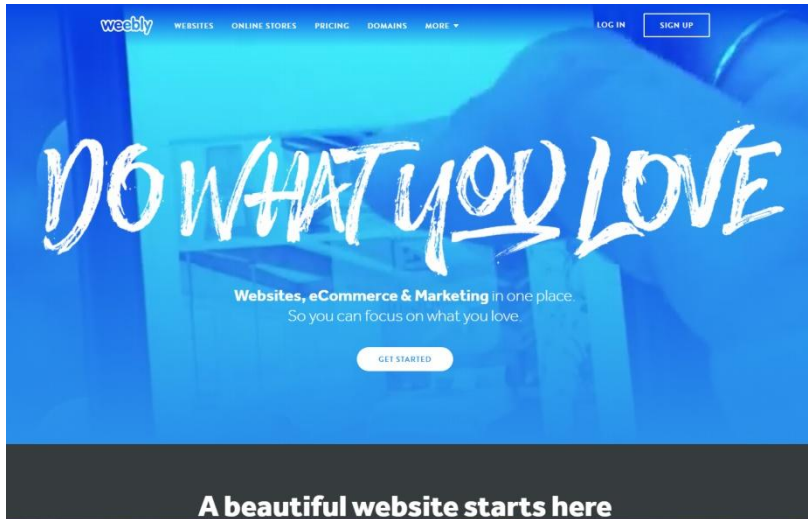 weebly WEBSITES ONLINE STORES PRICING DOMAINS MORE LOG IN SIGN UP
DO WHAT YOU LOVE
Websites, eCommerce & Marketing in one place.
So you can focus on what you love.
GET STARTED
A beautiful website starts here